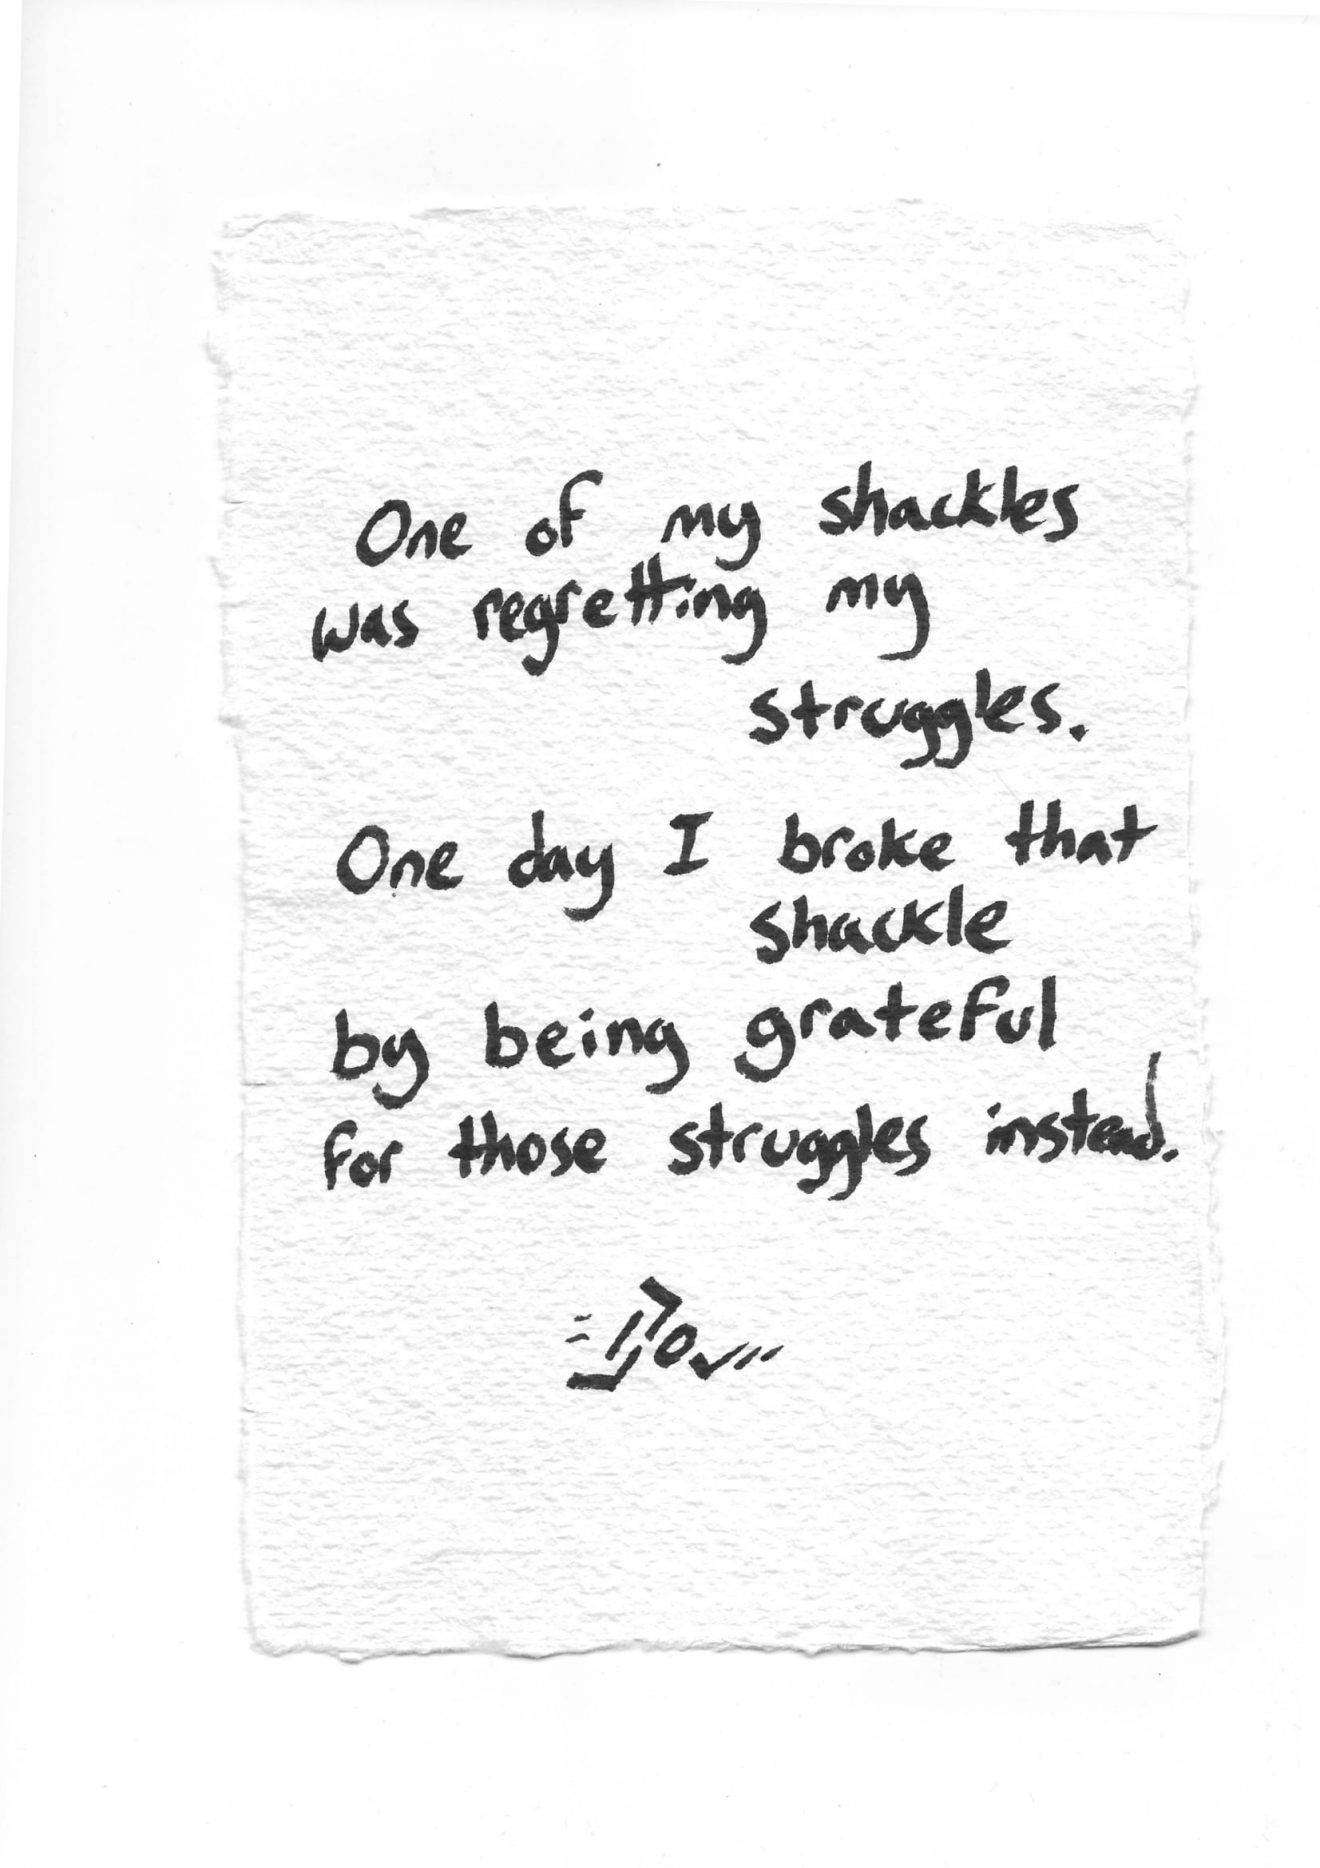 One of my shackles
was regretting my
struggles.
One day I broke that
shackle
by being grateful
for those struggles instead.